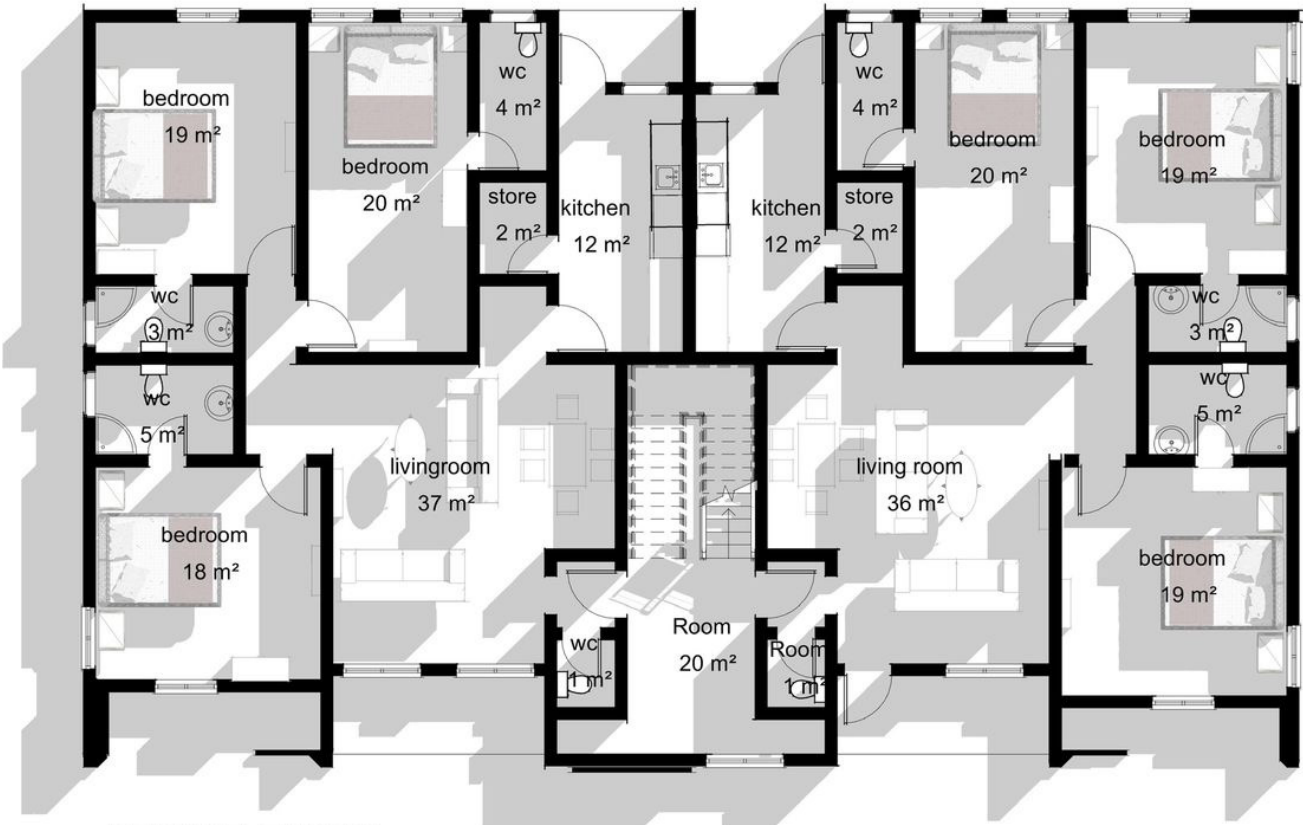 bedroom
19 m²
bedroom
20 m²
wc
4 m²
store
2 m²
kitchen
12 m²
kitchen
12 m²
wc
4 m²
store
2 m²
bedroom
20 m²
bedroom
19 m²
wc
3 m²
wc
5 m²
bedroom
18 m²
livingroom
37 m²
wc
1 m²
Room
20 m²
Room
1 m²
living room
36 m²
wc
3 m²
wc
5 m²
bedroom
19 m²